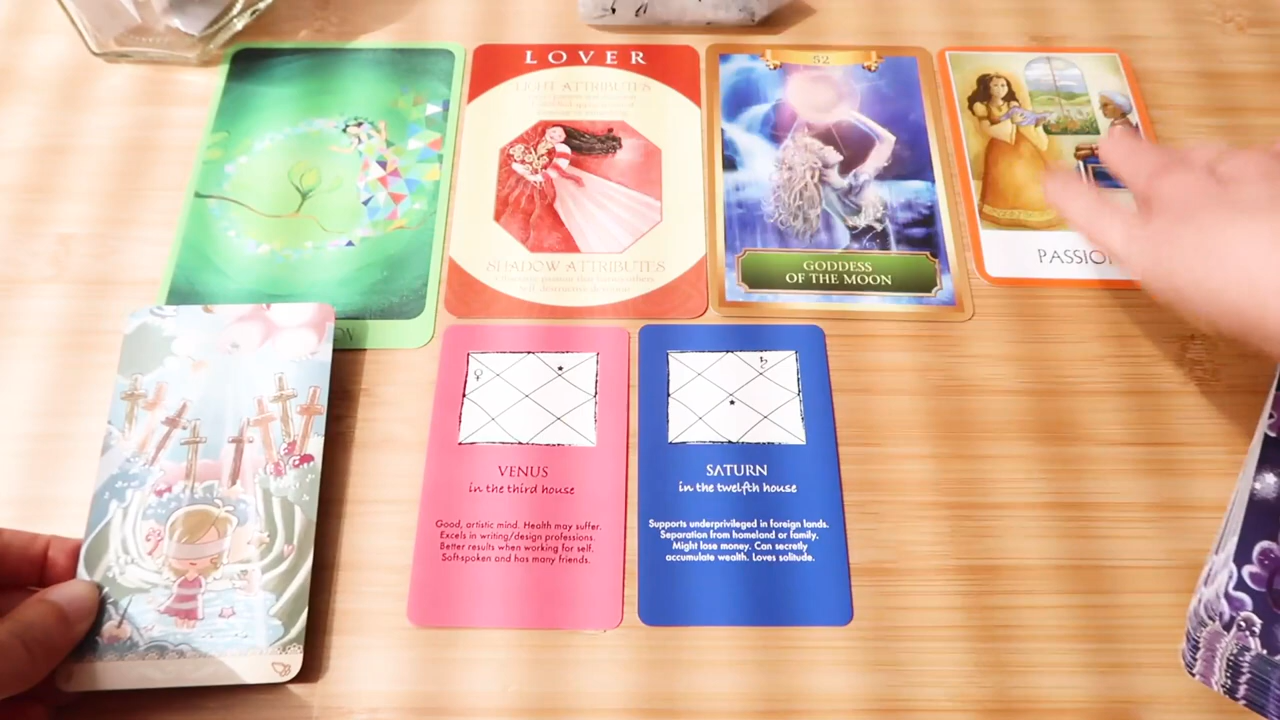 LOVER
LIGHT ATTRIBUTES
SHADOW ATTRIBUTES
52
GODDESS
OF THE MOON
PASSIO
VENUS
in the third house
Good, artistic mind. Health may suffer.
Excels in writing/design professions.
Better results when working for self.
Soft-spoken and has many friends.
SATURN
in the twelfth house
Supports underprivileged in foreign lands.
Separation from homeland or family.
Might lose money. Can secretly
accumulate wealth. Loves solitude.